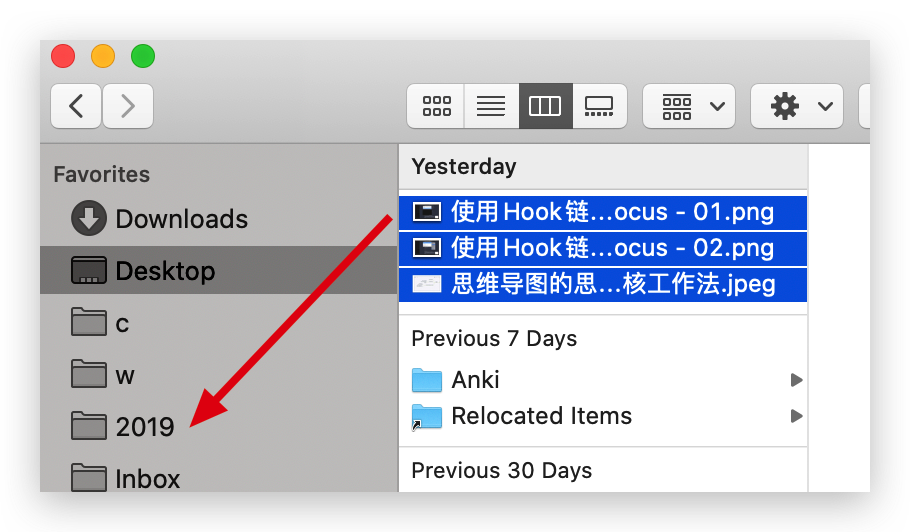 Favorites
Downloads
Desktop
c
w
2019
Inbox
Yesterday
使用Hook链...ocus - 01.png
使用Hook链...ocus - 02.png
思维导图的思...核工作法.jpeg
Previous 7 Days
Anki
Relocated Items
Previous 30 Days